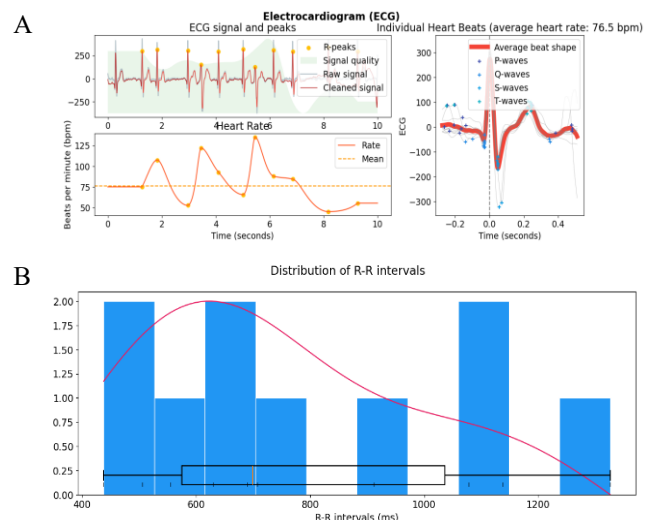 A
Electrocardiogram (ECG)
ECG signal and peaks
Individual Heart Beats (average heart rate: 76.5 bpm)
250
0
−250
R-peaks
Signal quality
Raw signal
Cleaned signal
0 2 4 6 8 10
Heart Rate
Beats per minute (bpm)
125
100
75
50
Rate
Mean
0 2 4 6 8 10
Time (seconds)
ECG
300
200
100
0
−100
−200
−300
Average beat shape
P-waves
Q-waves
S-waves
T-waves
−0.2 0.0 0.2 0.4
Time (seconds)
B
Distribution of R-R intervals
2.00
1.75
1.50
1.25
1.00
0.75
0.50
0.25
0.00
400 600 800 1000 1200
R-R intervals (ms)